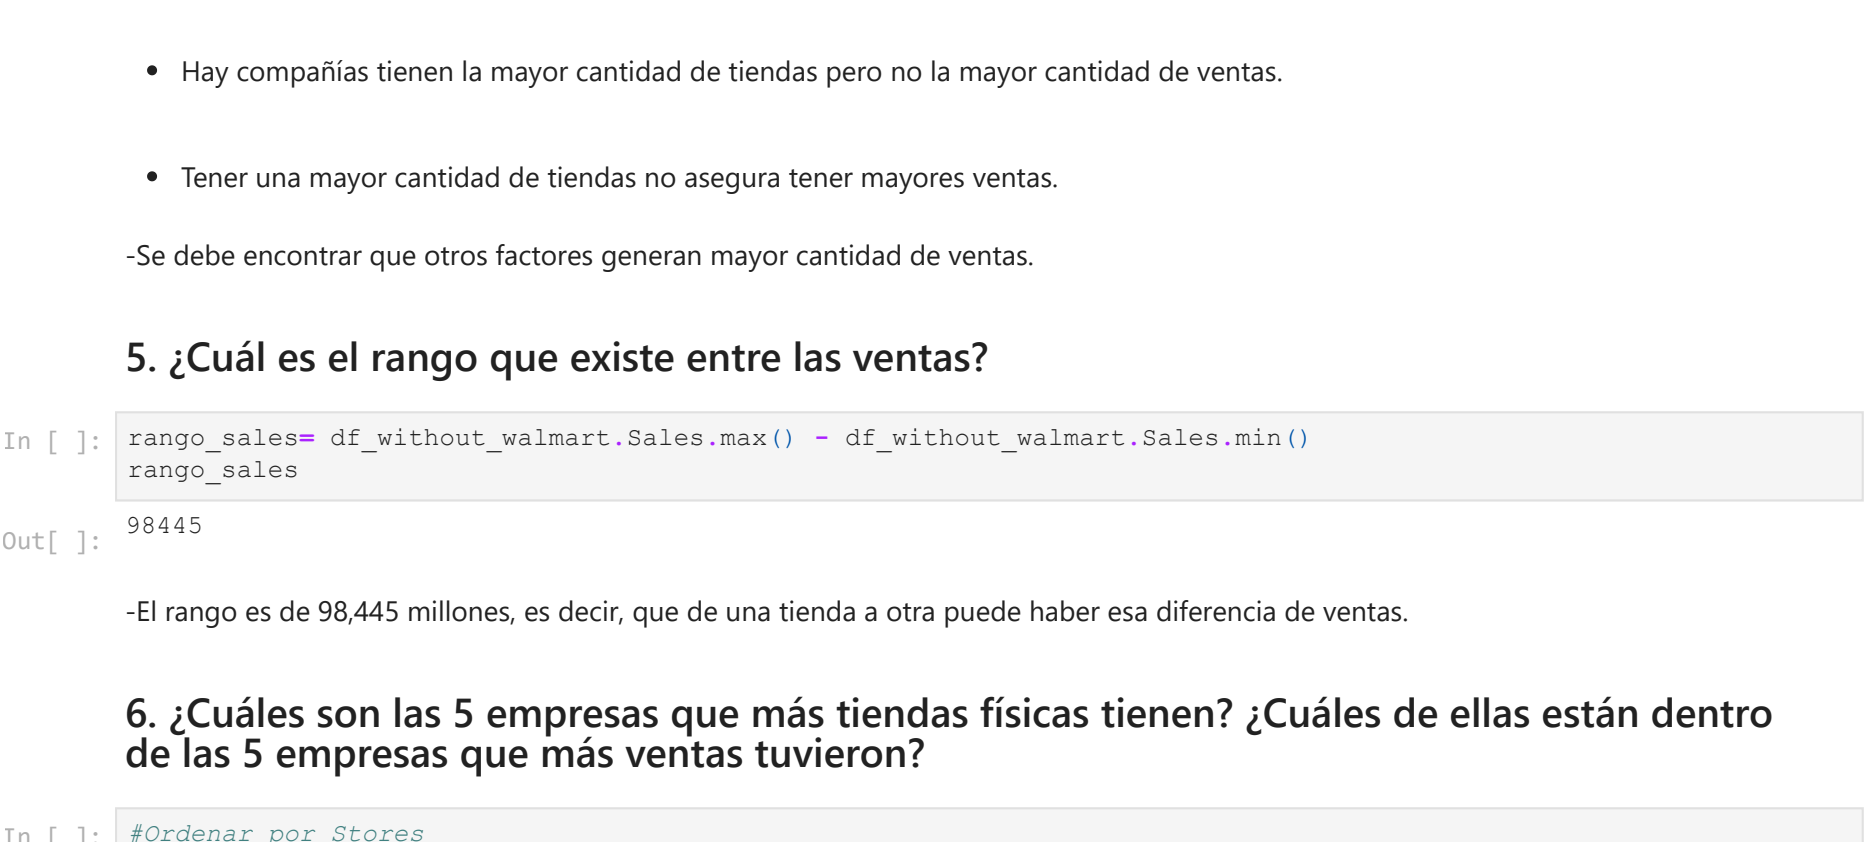 • Hay compañías tienen la mayor cantidad de tiendas pero no la mayor cantidad de ventas.
• Tener una mayor cantidad de tiendas no asegura tener mayores ventas.
-Se debe encontrar que otros factores generan mayor cantidad de ventas.
5. ¿Cuál es el rango que existe entre las ventas?
In [ ]: rango_sales= df_without_walmart.Sales.max() - df_without_walmart.Sales.min()
rango_sales
Out[ ]: 98445
-El rango es de 98,445 millones, es decir, que de una tienda a otra puede haber esa diferencia de ventas.
6. ¿Cuáles son las 5 empresas que más tiendas físicas tienen? ¿Cuáles de ellas están dentro
de las 5 empresas que más ventas tuvieron?
In [ ]: #Ordenar por Stores